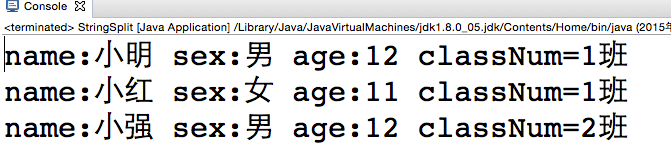 Console
<terminated> StringSplit [Java Application] /Library/Java/JavaVirtualMachines/jdk1.8.0_05.jdk/Contents/Home/bin/java (2015年
name:小明 sex:男 age:12 classNum=1班
name:小红 sex:女 age:11 classNum=1班
name:小强 sex:男 age:12 classNum=2班